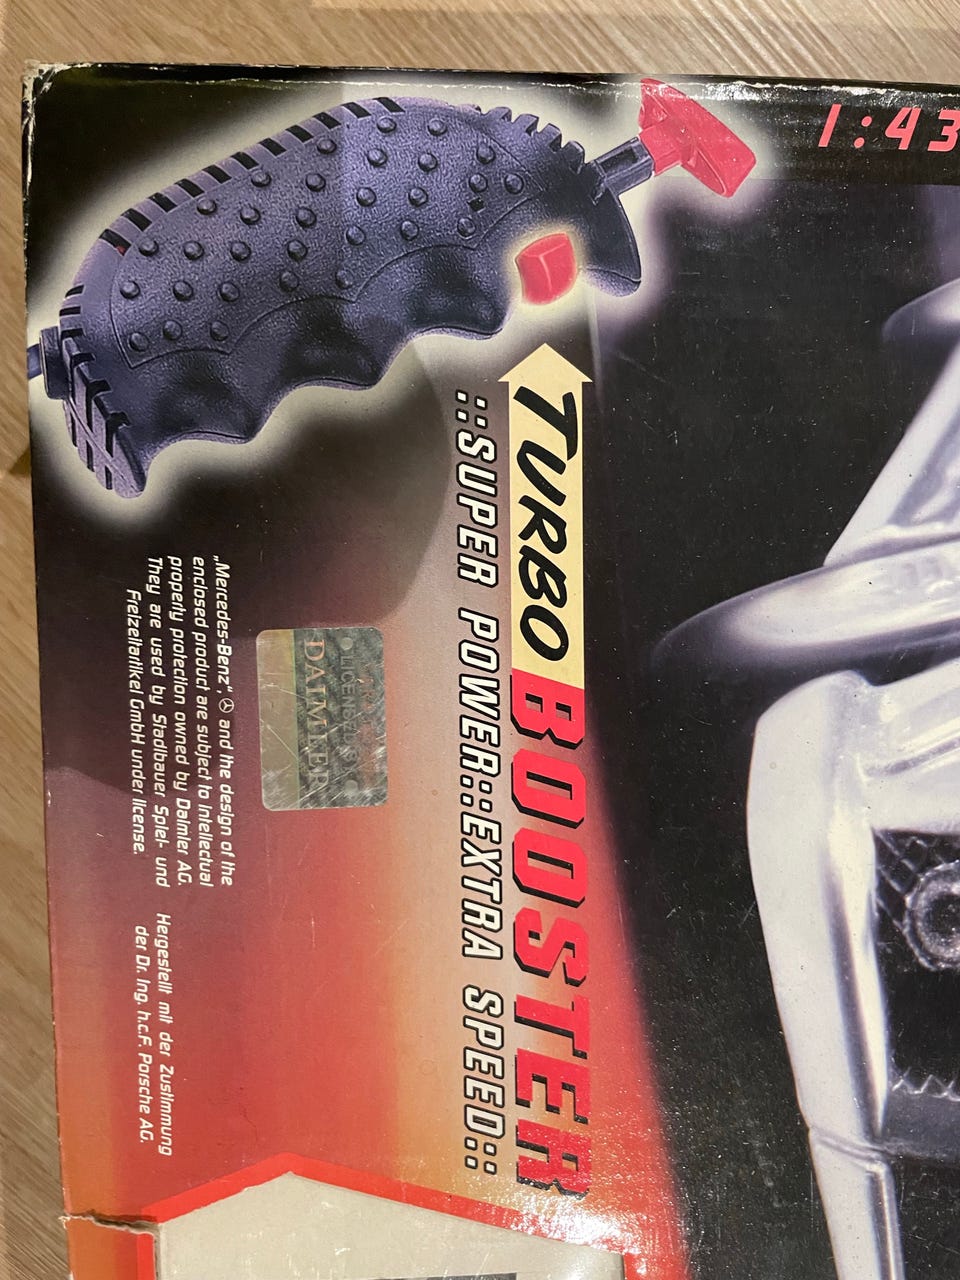 1:43
TURBO BOOSTER
::SUPER POWER::EXTRA SPEED::
LICENSED BY
DAIMLER
„Mercedes-Benz“, and the design of the
enclosed product are subject to intellectual
property protection owned by Daimler AG.
They are used by Stadlbauer Spiel- und
Freizeitartikel GmbH under license.
Hergestellt mit der Zustimmung
der Dr. Ing. h.c.F. Porsche AG.